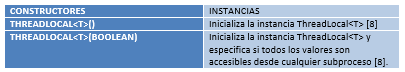 CONSTRUCTORES INSTANCIAS
THREADLOCAL<T>() Inicializa la instancia ThreadLocal<T> [8]
THREADLOCAL<T>(BOOLEAN) Inicializa la instancia ThreadLocal<T> y
especifica si todos los valores son
accesibles desde cualquier subproceso [8].